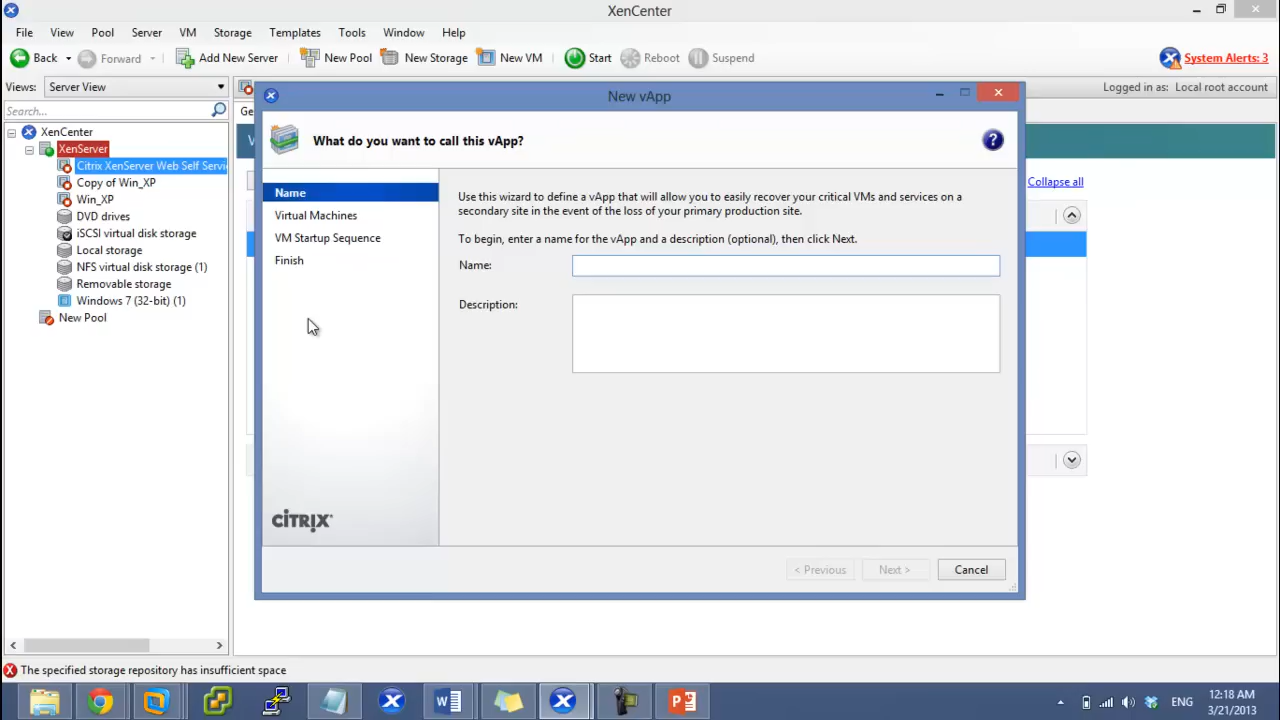 XenCenter
File View Pool Server VM Storage Templates Tools Window Help
Back Forward Add New Server New Pool New Storage New VM Start Reboot Suspend System Alerts: 3
Views: Server View Logged in as: Local root account
Search...
XenCenter
XenServer
Citrix XenServer Web Self Servi
Copy of Win_XP
Win_XP
DVD drives
iSCSI virtual disk storage
Local storage
NFS virtual disk storage (1)
Removable storage
Windows 7 (32-bit) (1)
New Pool
Ge
Collapse all
New vApp
What do you want to call this vApp?
?
Name
Virtual Machines
VM Startup Sequence
Finish
CITRIX
Use this wizard to define a vApp that will allow you to easily recover your critical VMs and services on a
secondary site in the event of the loss of your primary production site.
To begin, enter a name for the vApp and a description (optional), then click Next.
Name:
Description:
< Previous Next > Cancel
The specified storage repository has insufficient space
ENG
12:18 AM
3/21/2013